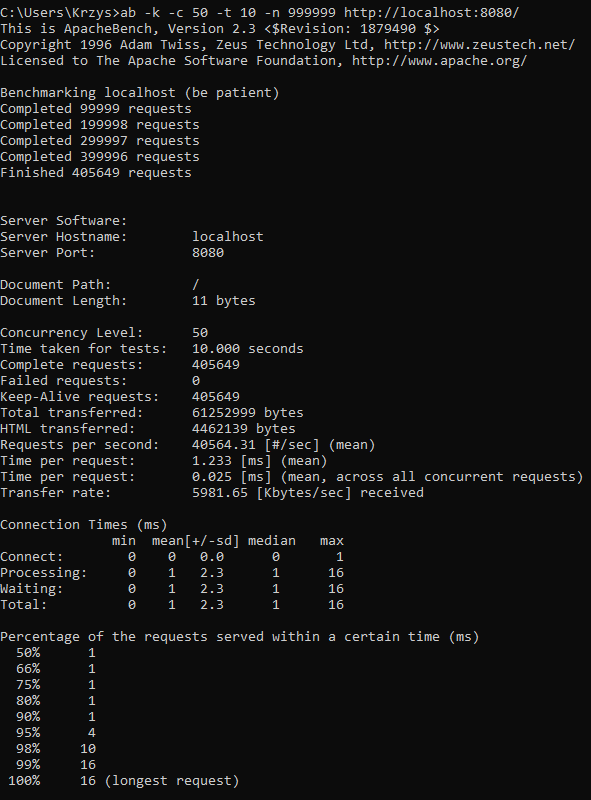 C:\Users\Krzys>ab -k -c 50 -t 10 -n 999999 http://localhost:8080/
This is ApacheBench, Version 2.3 <$Revision: 1879490 $>
Copyright 1996 Adam Twiss, Zeus Technology Ltd, http://www.zeustech.net/
Licensed to The Apache Software Foundation, http://www.apache.org/

Benchmarking localhost (be patient)
Completed 99999 requests
Completed 199998 requests
Completed 299997 requests
Completed 399996 requests
Finished 405649 requests


Server Software:
Server Hostname:        localhost
Server Port:            8080

Document Path:          /
Document Length:        11 bytes

Concurrency Level:      50
Time taken for tests:   10.000 seconds
Complete requests:      405649
Failed requests:        0
Keep-Alive requests:    405649
Total transferred:      61252999 bytes
HTML transferred:       4462139 bytes
Requests per second:    40564.31 [#/sec] (mean)
Time per request:       1.233 [ms] (mean)
Time per request:       0.025 [ms] (mean, across all concurrent requests)
Transfer rate:          5981.65 [Kbytes/sec] received

Connection Times (ms)
              min  mean[+/-sd] median   max
Connect:        0    0   0.0      0       1
Processing:     0    1   2.3      1      16
Waiting:        0    1   2.3      1      16
Total:          0    1   2.3      1      16

Percentage of the requests served within a certain time (ms)
  50%      1
  66%      1
  75%      1
  80%      1
  90%      1
  95%      4
  98%     10
  99%     16
 100%     16 (longest request)